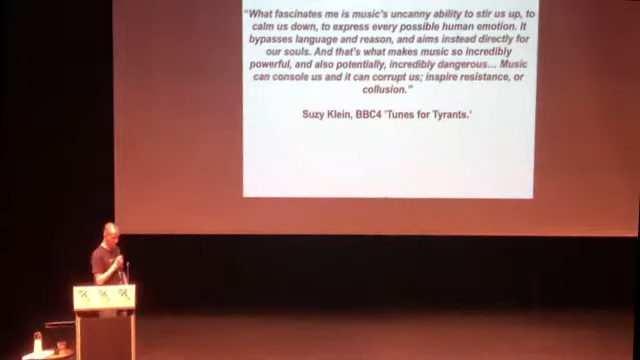 "What fascinates me is music's uncanny ability to stir us up, to
calm us down, to express every possible human emotion. It
bypasses language and reason, and aims instead directly for
our souls. And that's what makes music so incredibly
powerful, and also potentially, incredibly dangerous... Music
can console us and it can corrupt us; inspire resistance, or
collusion."
Suzy Klein, BBC4 'Tunes for Tyrants.'